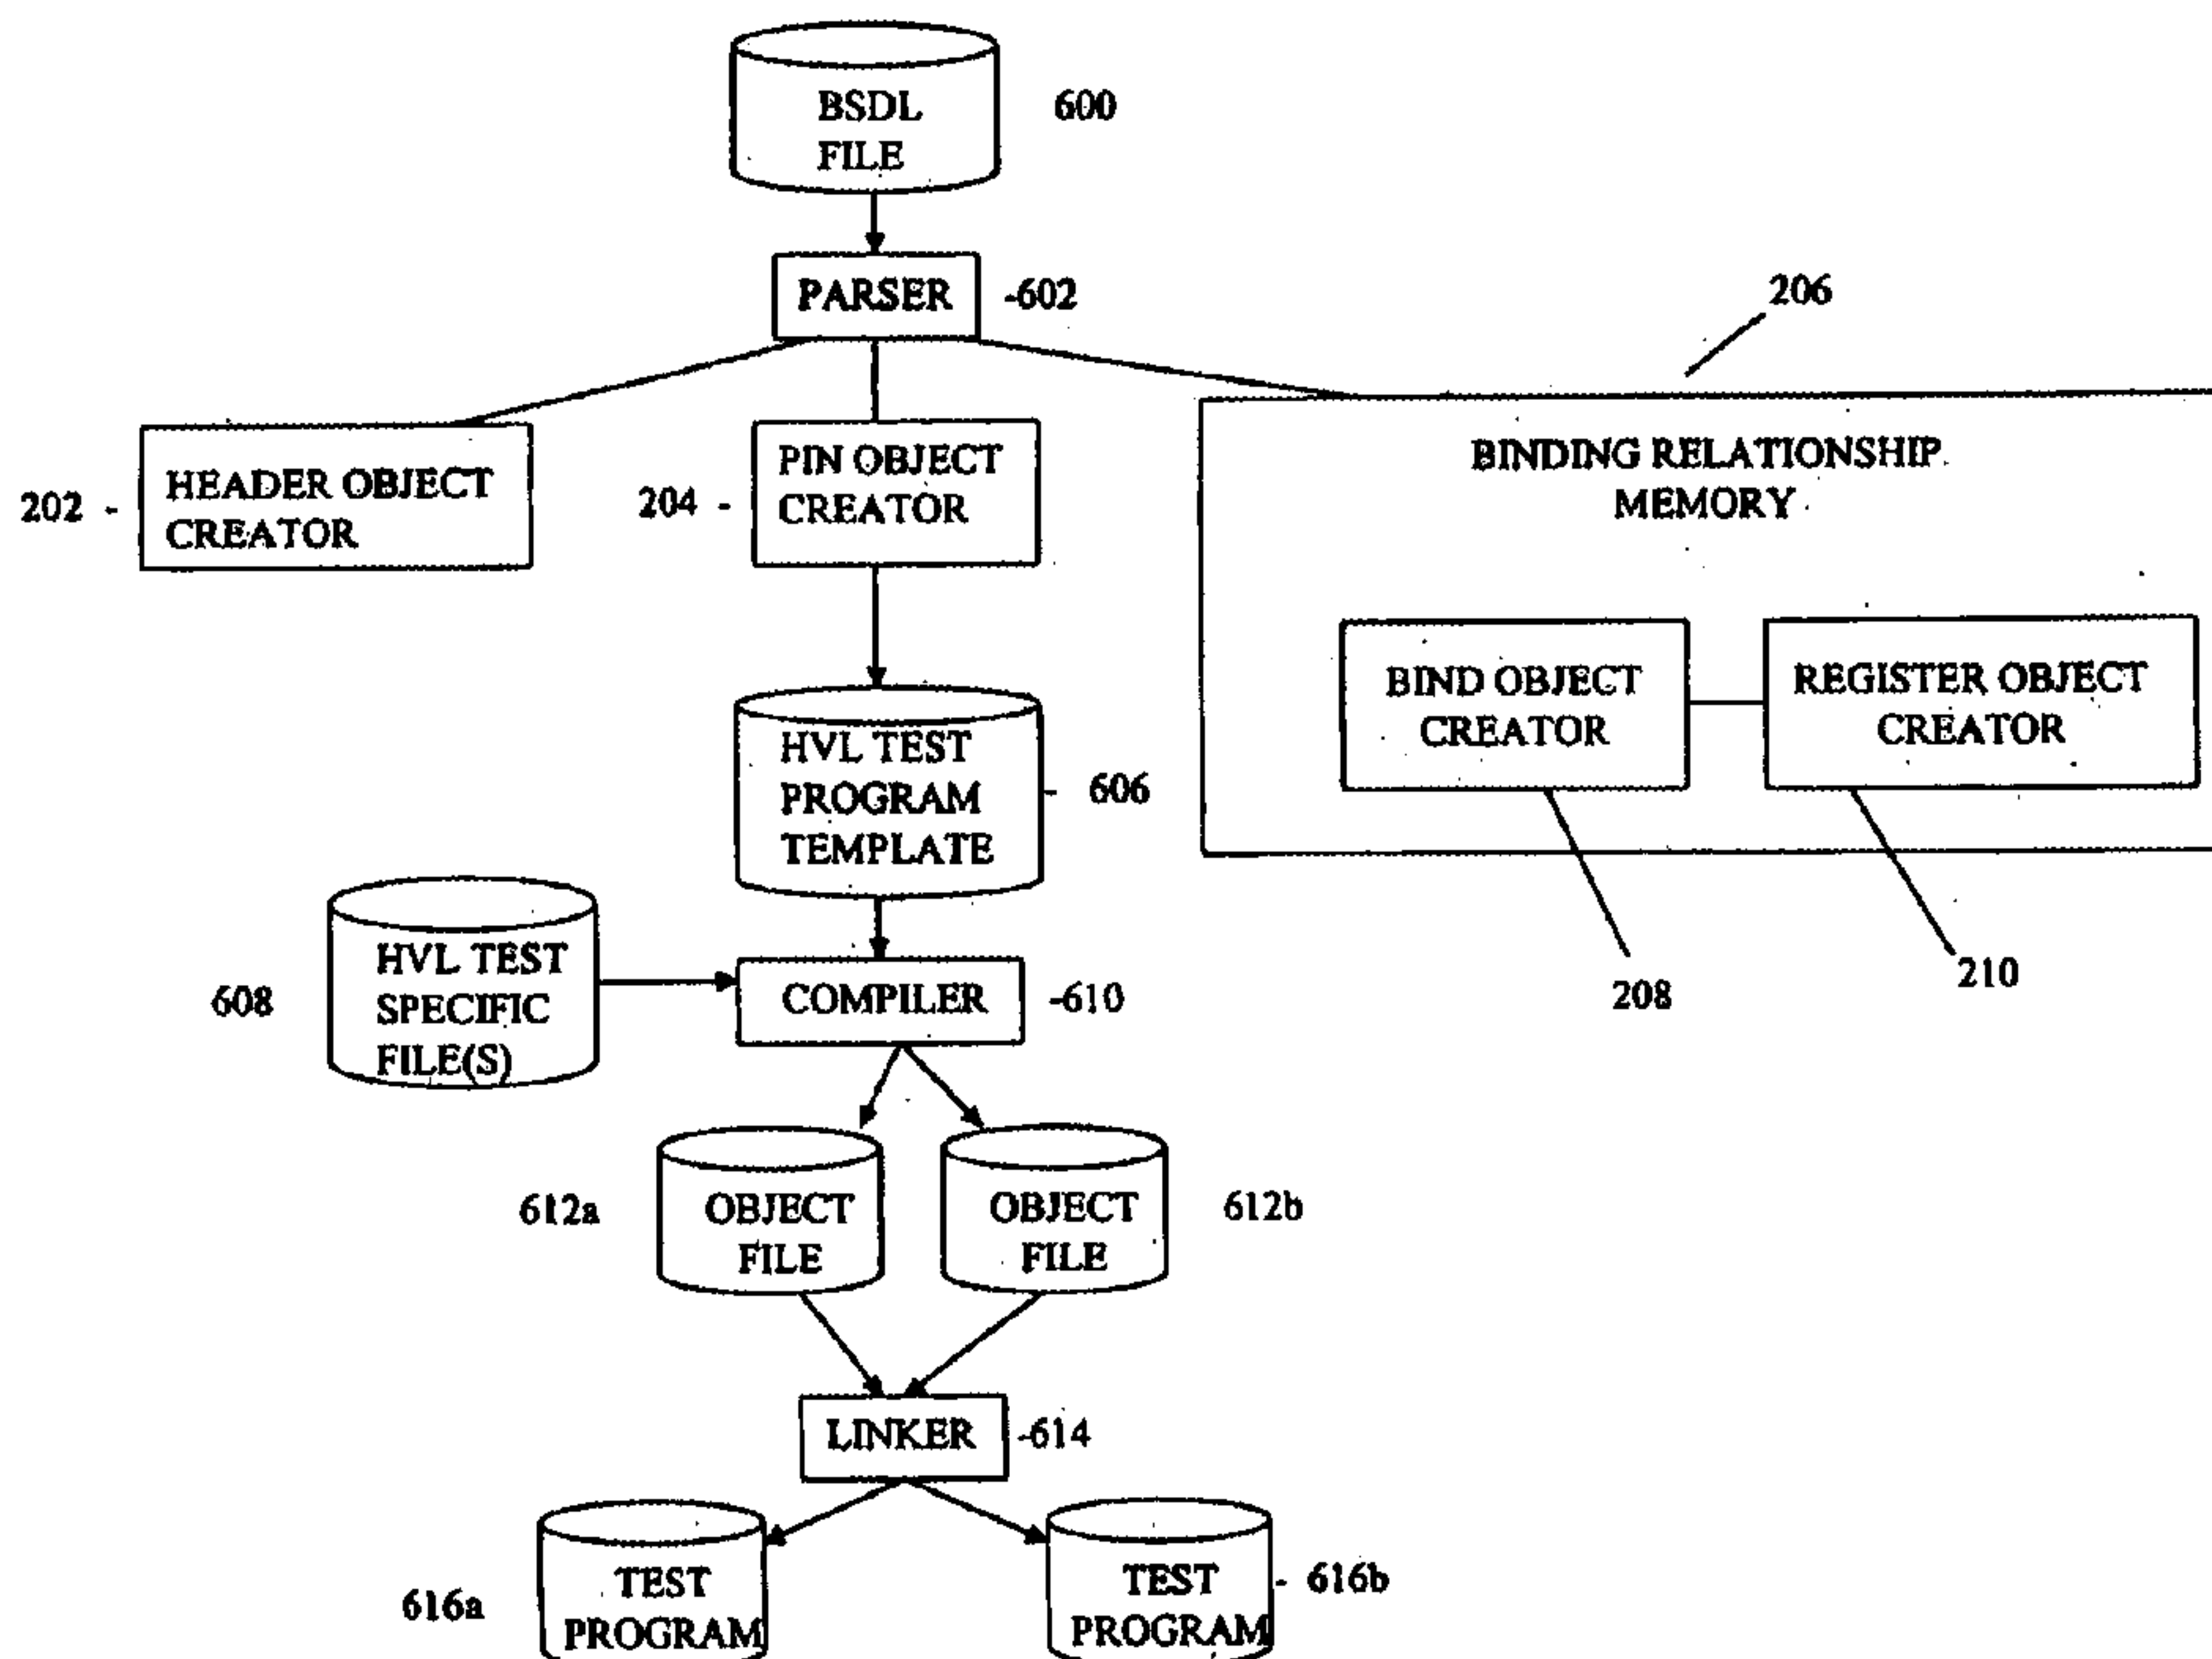 BSDL
FILE
600
PARSER
-602
206
HEADER OBJECT
CREATOR
202 -
PIN OBJECT
CREATOR
204 -
BINDING RELATIONSHIP
MEMORY
BIND OBJECT
CREATOR
REGISTER OBJECT
CREATOR
HVL TEST
PROGRAM
TEMPLATE
- 606
208
210
HVL TEST
SPECIFIC
FILE(S)
608
COMPILER
-610
612a
OBJECT
FILE
OBJECT
FILE
612b
LINKER
-614
616a
TEST
PROGRAM
TEST
PROGRAM
- 616b